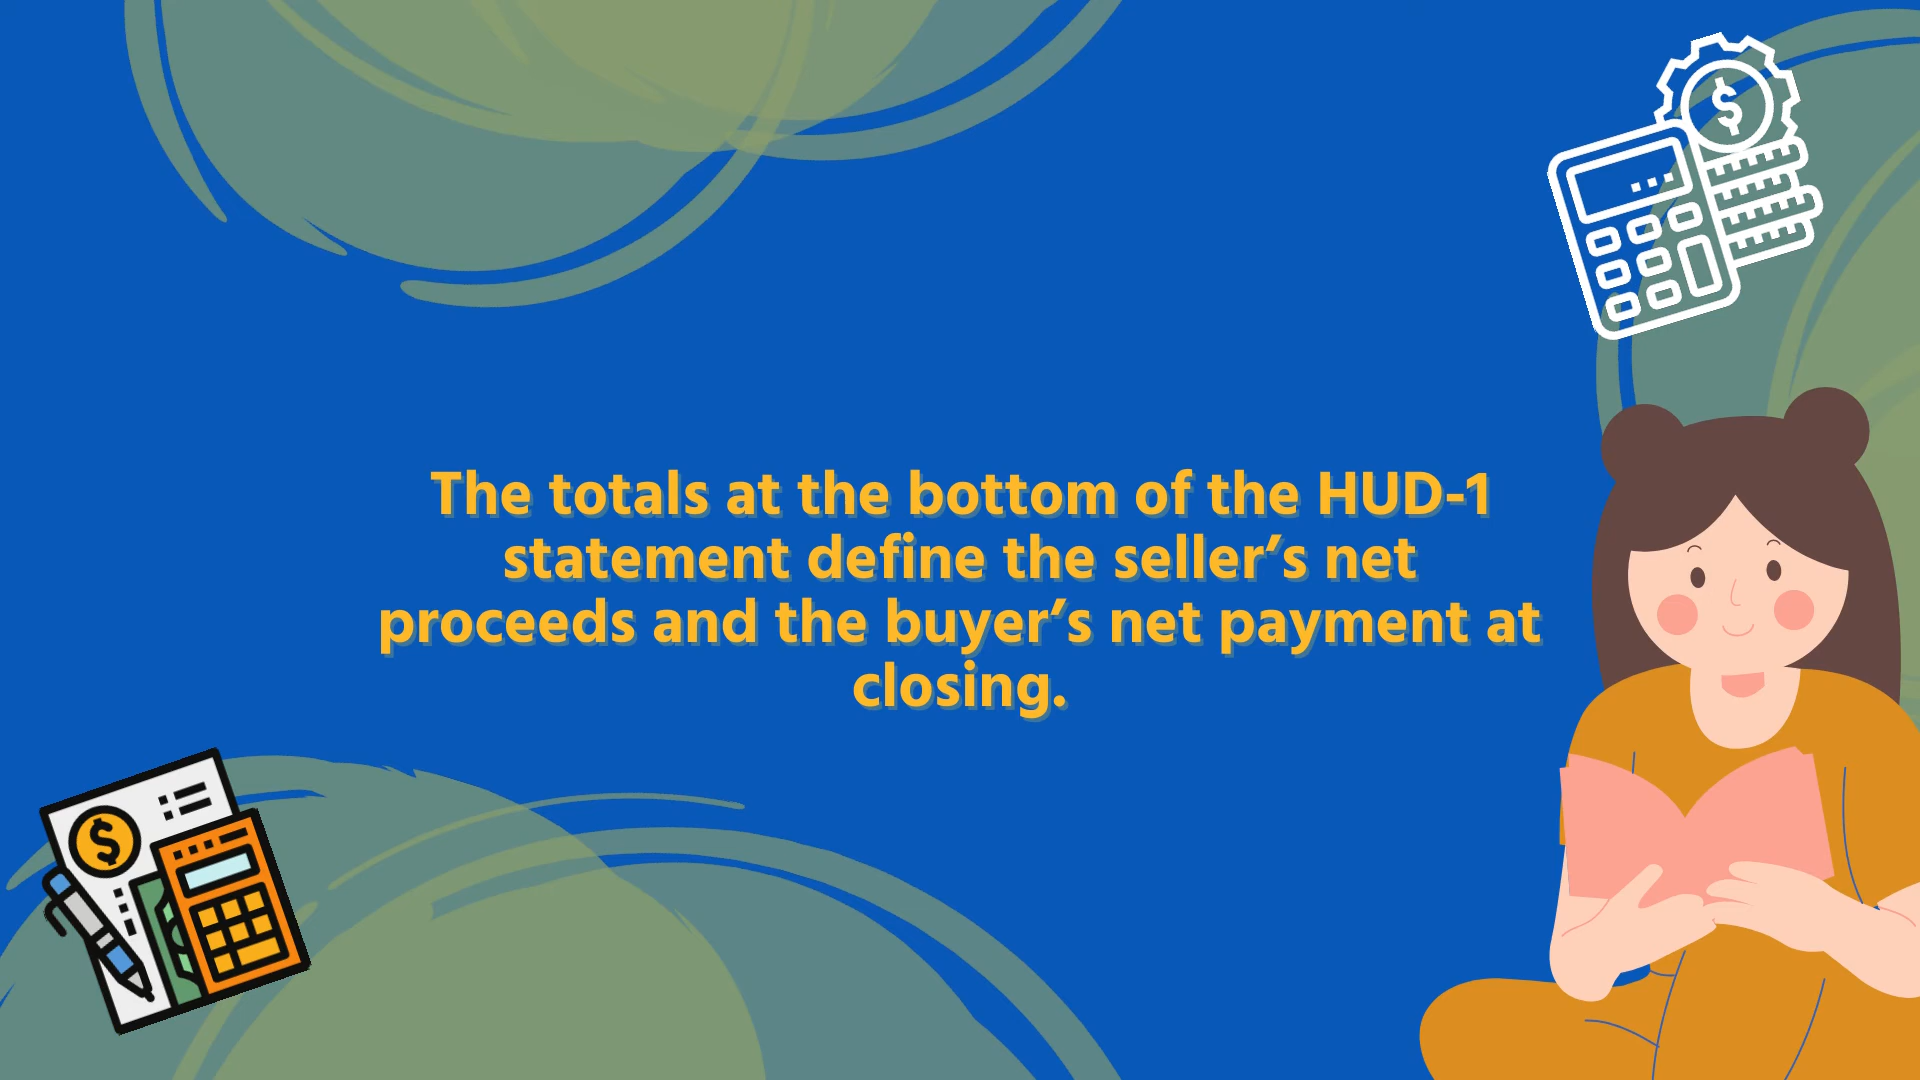 The totals at the bottom of the HUD-1
statement define the seller’s net
proceeds and the buyer’s net payment at
closing.